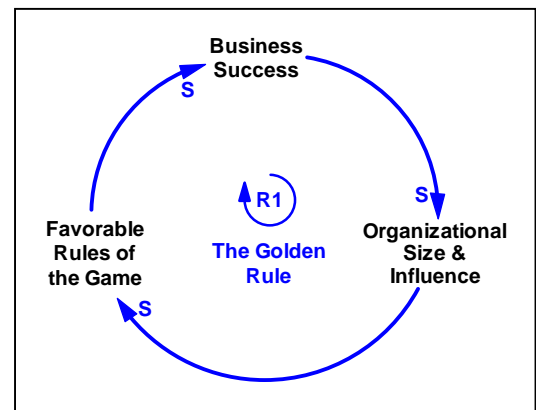 Business
Success
S
S
R1
Favorable
Rules of
the Game
The Golden
Rule
Organizational
Size &
Influence
S